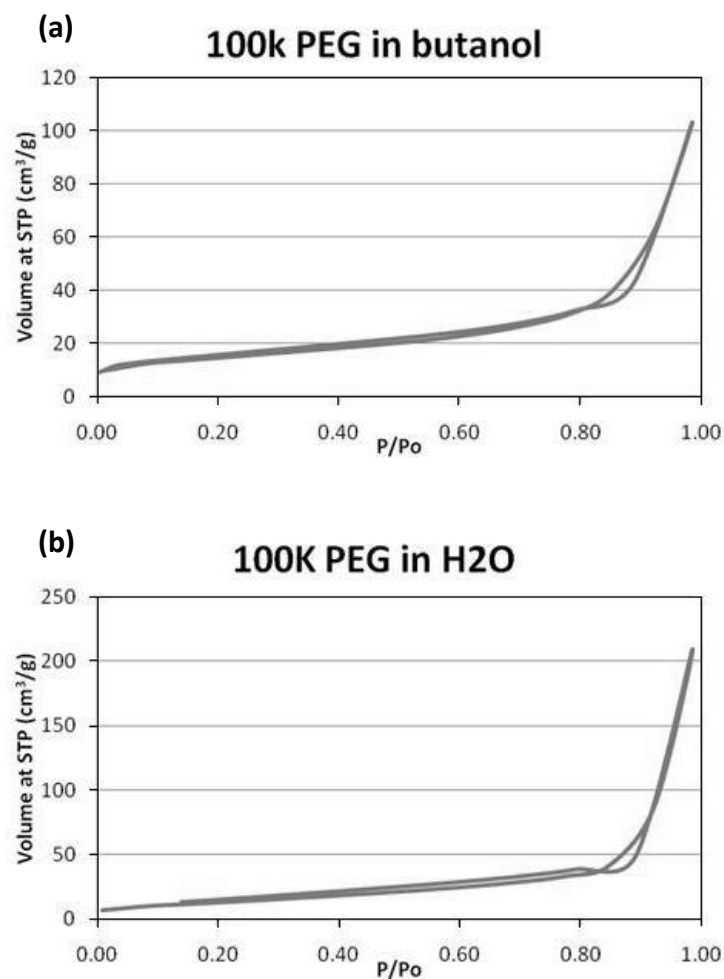 (a)
100k PEG in butanol
Volume at STP (cm³/g)
120
100
80
60
40
20
0
0.00 0.20 0.40 0.60 0.80 1.00
P/Po
(b)
100K PEG in H2O
Volume at STP (cm³/g)
250
200
150
100
50
0
0.00 0.20 0.40 0.60 0.80 1.00
P/Po